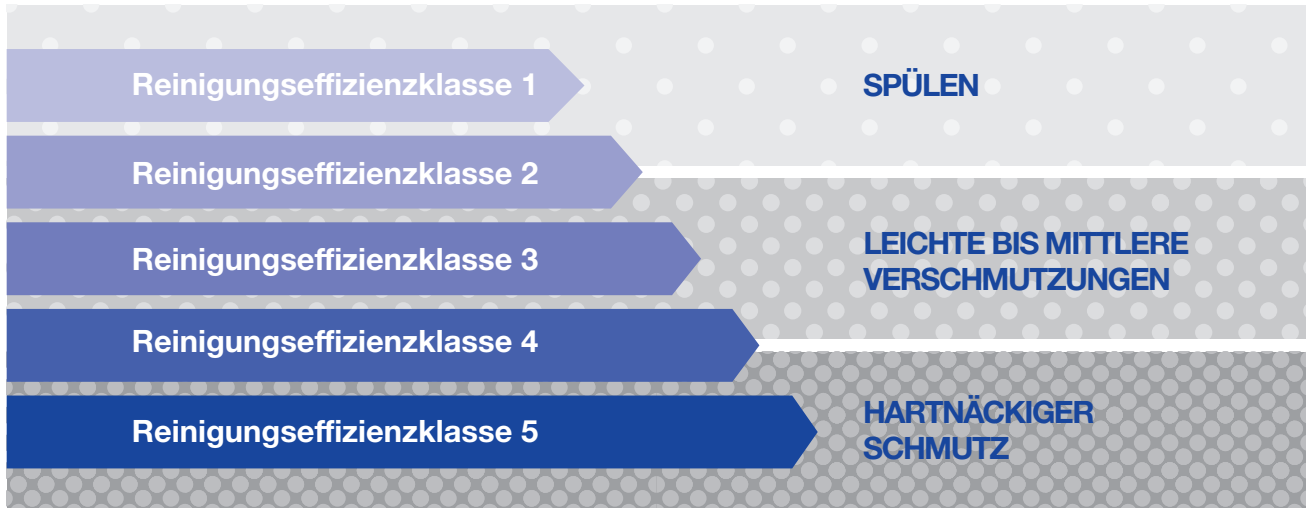 Reinigungseffizienzklasse 1
SPÜLEN
Reinigungseffizienzklasse 2
Reinigungseffizienzklasse 3
LEICHTE BIS MITTLERE
VERSCHMUTZUNGEN
Reinigungseffizienzklasse 4
Reinigungseffizienzklasse 5
HARTNÄCKIGER
SCHMUTZ